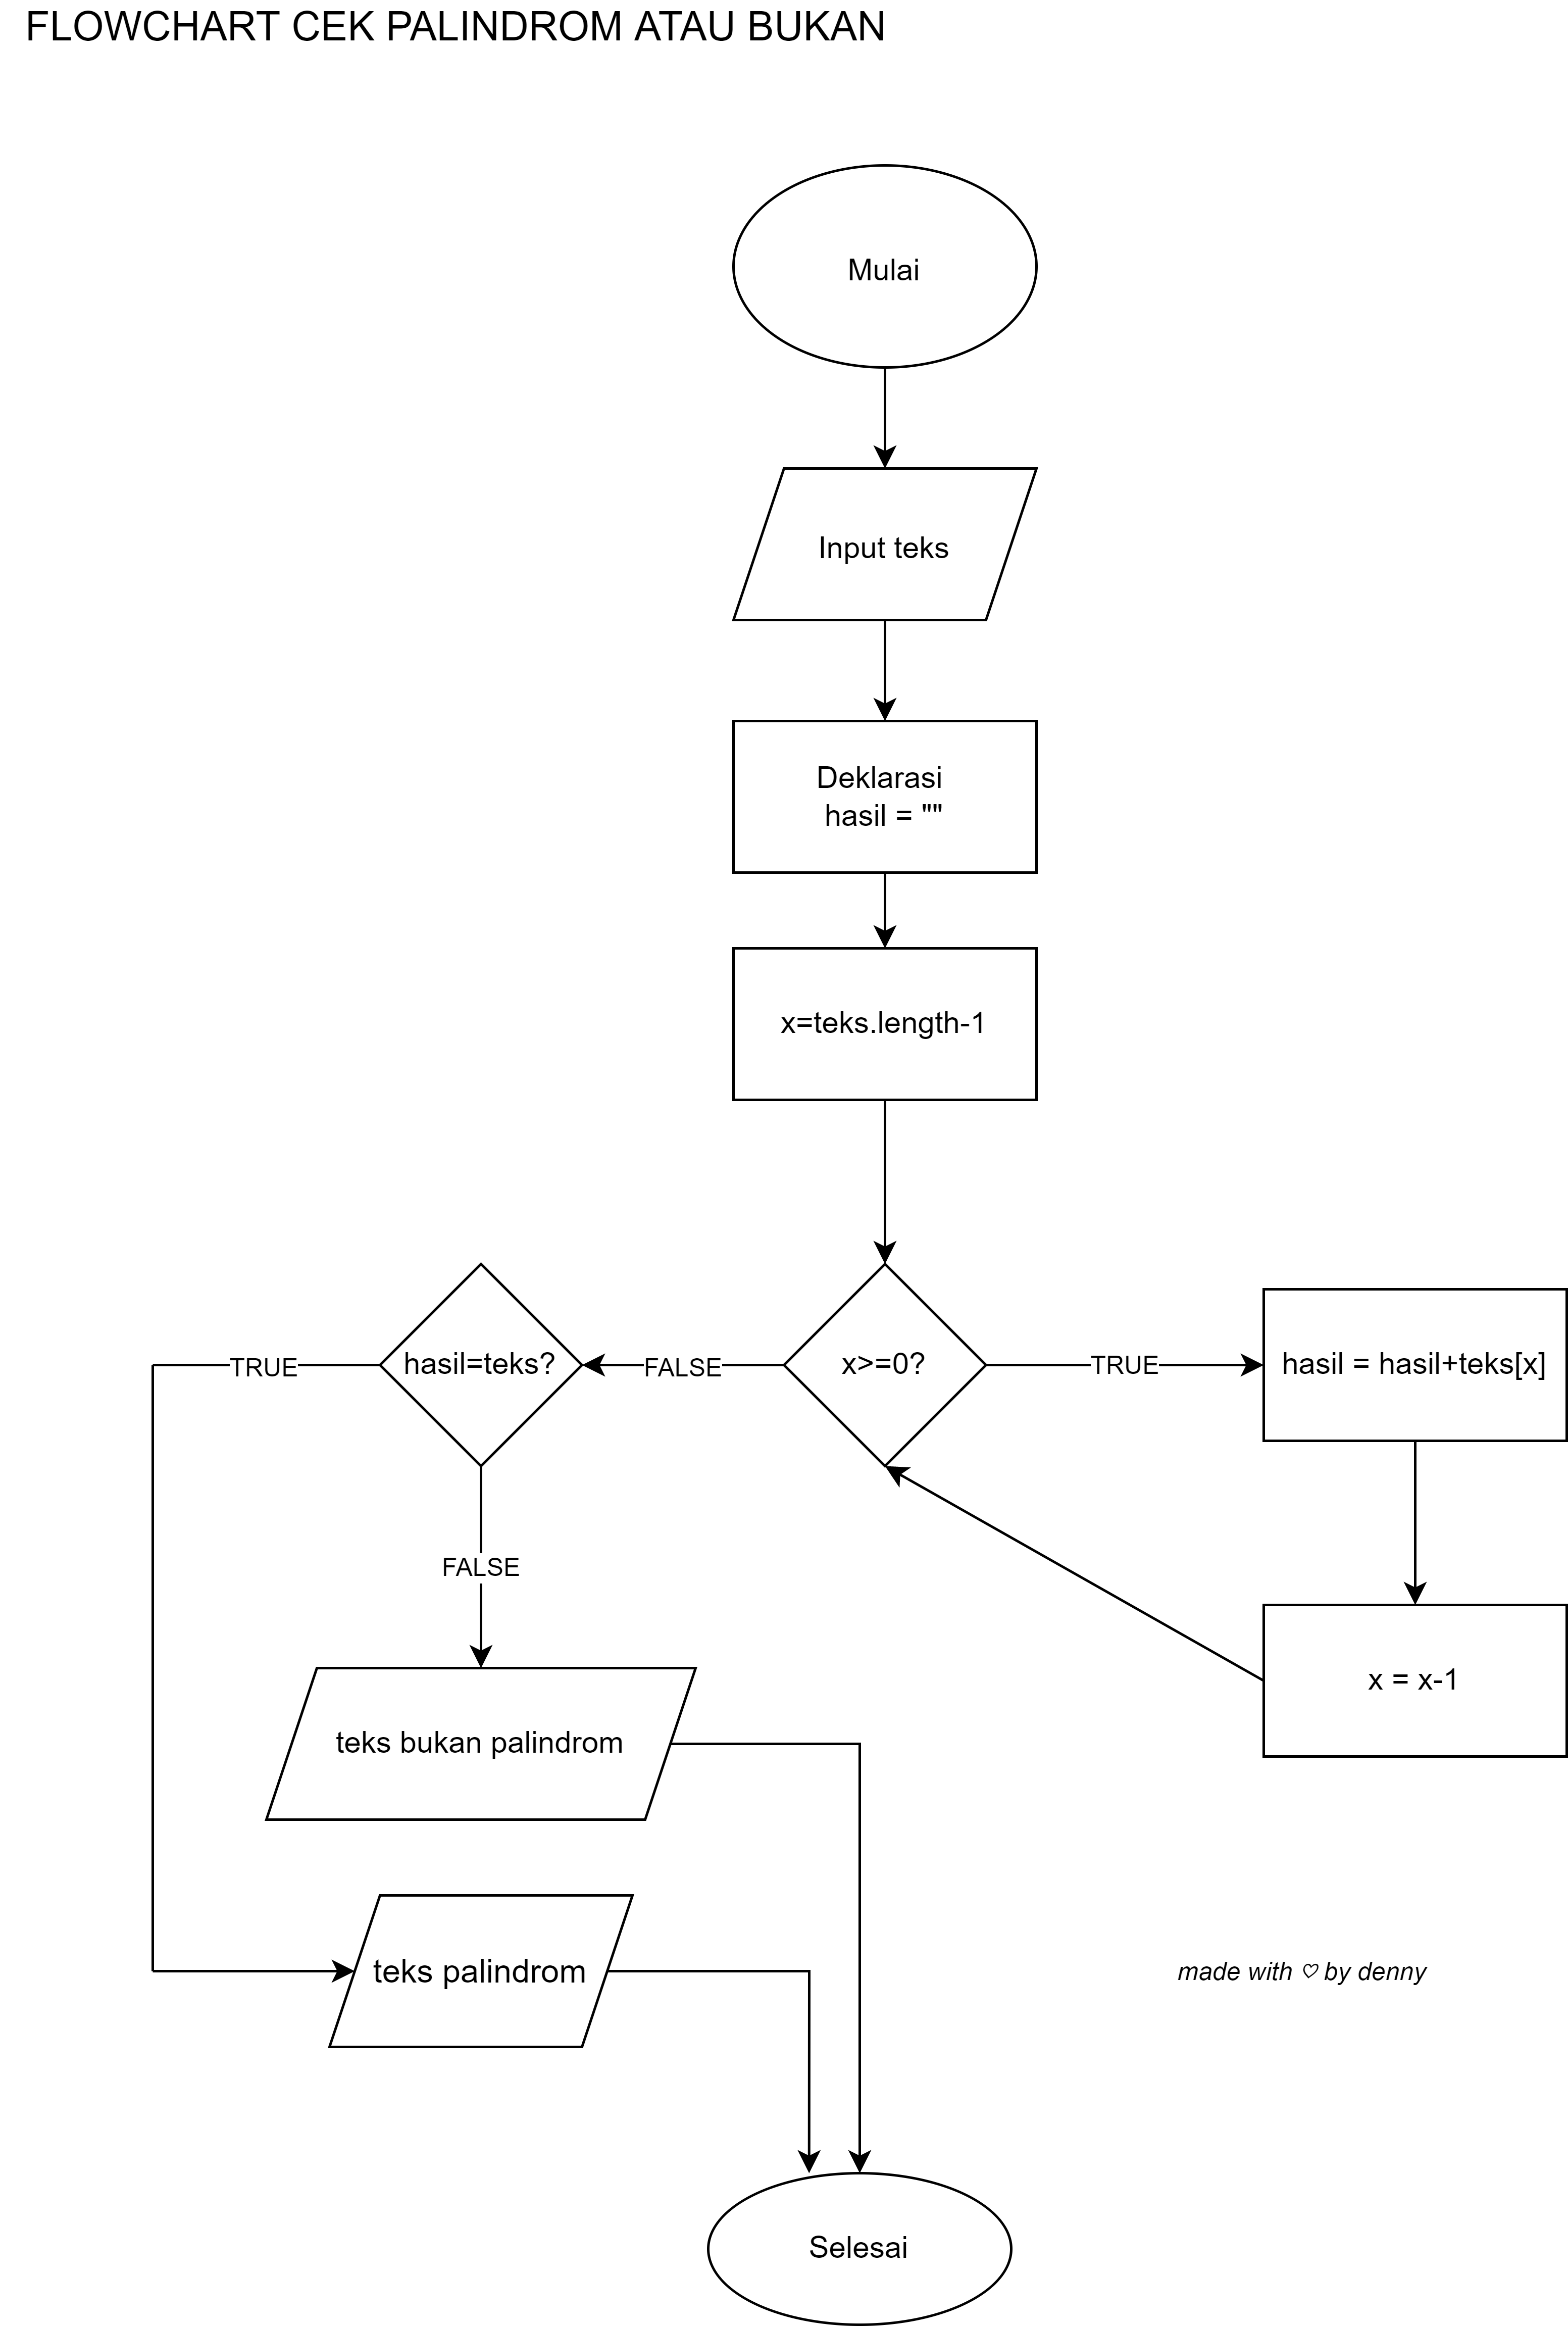 FLOWCHART CEK PALINDROM ATAU BUKAN
Mulai
Input teks
Deklarasi
hasil = ""
x=teks.length-1
x>=0?
TRUE
hasil = hasil+teks[x]
x = x-1
FALSE
hasil=teks?
TRUE
FALSE
teks bukan palindrom
teks palindrom
made with ♡ by denny
Selesai